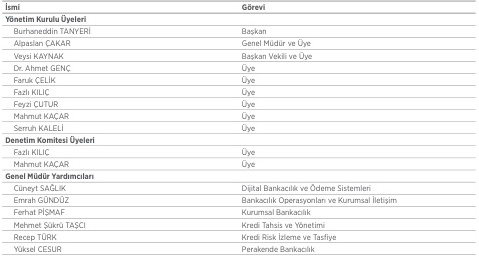 İsmi Görevi
Yönetim Kurulu Üyeleri
Burhaneddin TANYERİ Başkan
Alpaslan ÇAKAR Genel Müdür ve Üye
Veysi KAYNAK Başkan Vekili ve Üye
Dr. Ahmet GENÇ Üye
Faruk ÇELİK Üye
Fazlı KILIÇ Üye
Feyzi ÇUTUR Üye
Mahmut KAÇAR Üye
Serruh KALELİ Üye
Denetim Komitesi Üyeleri
Fazlı KILIÇ Üye
Mahmut KAÇAR Üye
Genel Müdür Yardımcıları
Cüneyt SAĞLIK Dijital Bankacılık ve Ödeme Sistemleri
Emrah GÜNDÜZ Bankacılık Operasyonları ve Kurumsal İletişim
Ferhat PİŞMAF Kurumsal Bankacılık
Mehmet Şükrü TAŞCI Kredi Tahsis ve Yönetimi
Recep TÜRK Kredi Risk İzleme ve Tasfiye
Yüksel CESUR Perakende Bankacılık